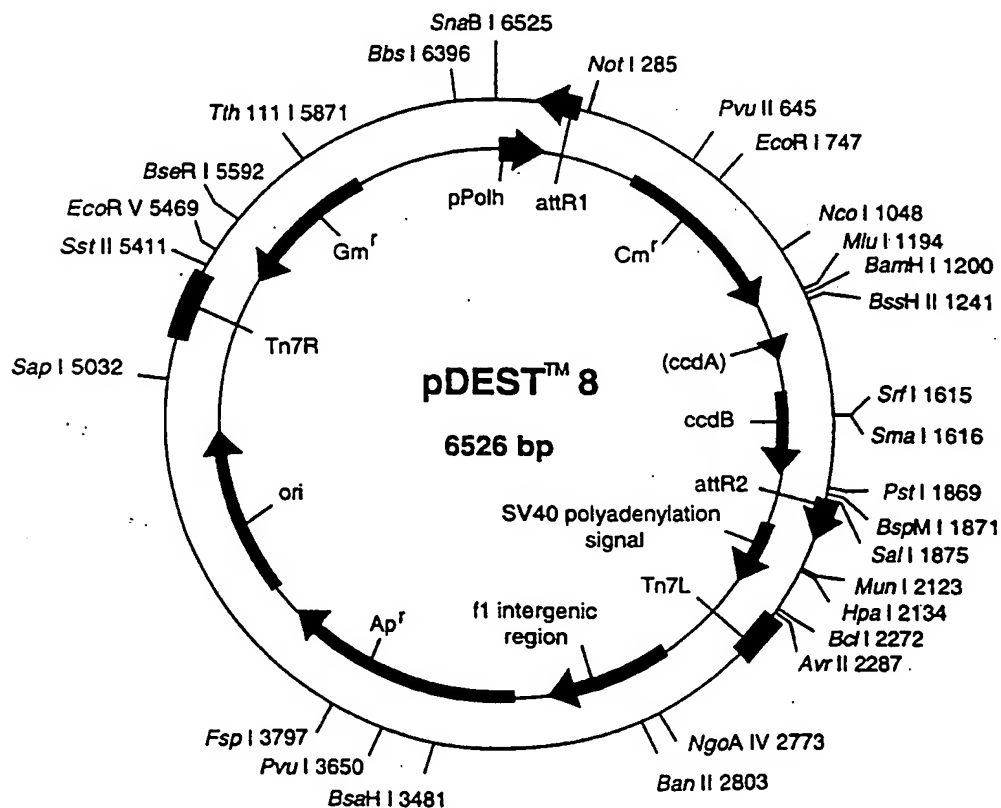 SnaB I 6525
Bbs I 6396
Not I 285
Tth 111 I 5871
Pvu II 645
EcoR I 747
BseR I 5592
pPolh
attR1
EcoR V 5469
Gmʳ
Cmʳ
Nco I 1048
Sst II 5411
Mlu I 1194
BamH I 1200
BssH II 1241
Tn7R
(ccdA)
Sap I 5032
pDEST™ 8
Srf I 1615
ccdB
Sma I 1616
6526 bp
attR2
Pst I 1869
ori
SV40 polyadenylation
signal
BspM I 1871
Sal I 1875
Tn7L
Mun I 2123
f1 intergenic
region
Hpa I 2134
Apʳ
Bcl I 2272
Avr II 2287
Fsp I 3797
NgoA IV 2773
Pvu I 3650
Ban II 2803
BsaH I 3481